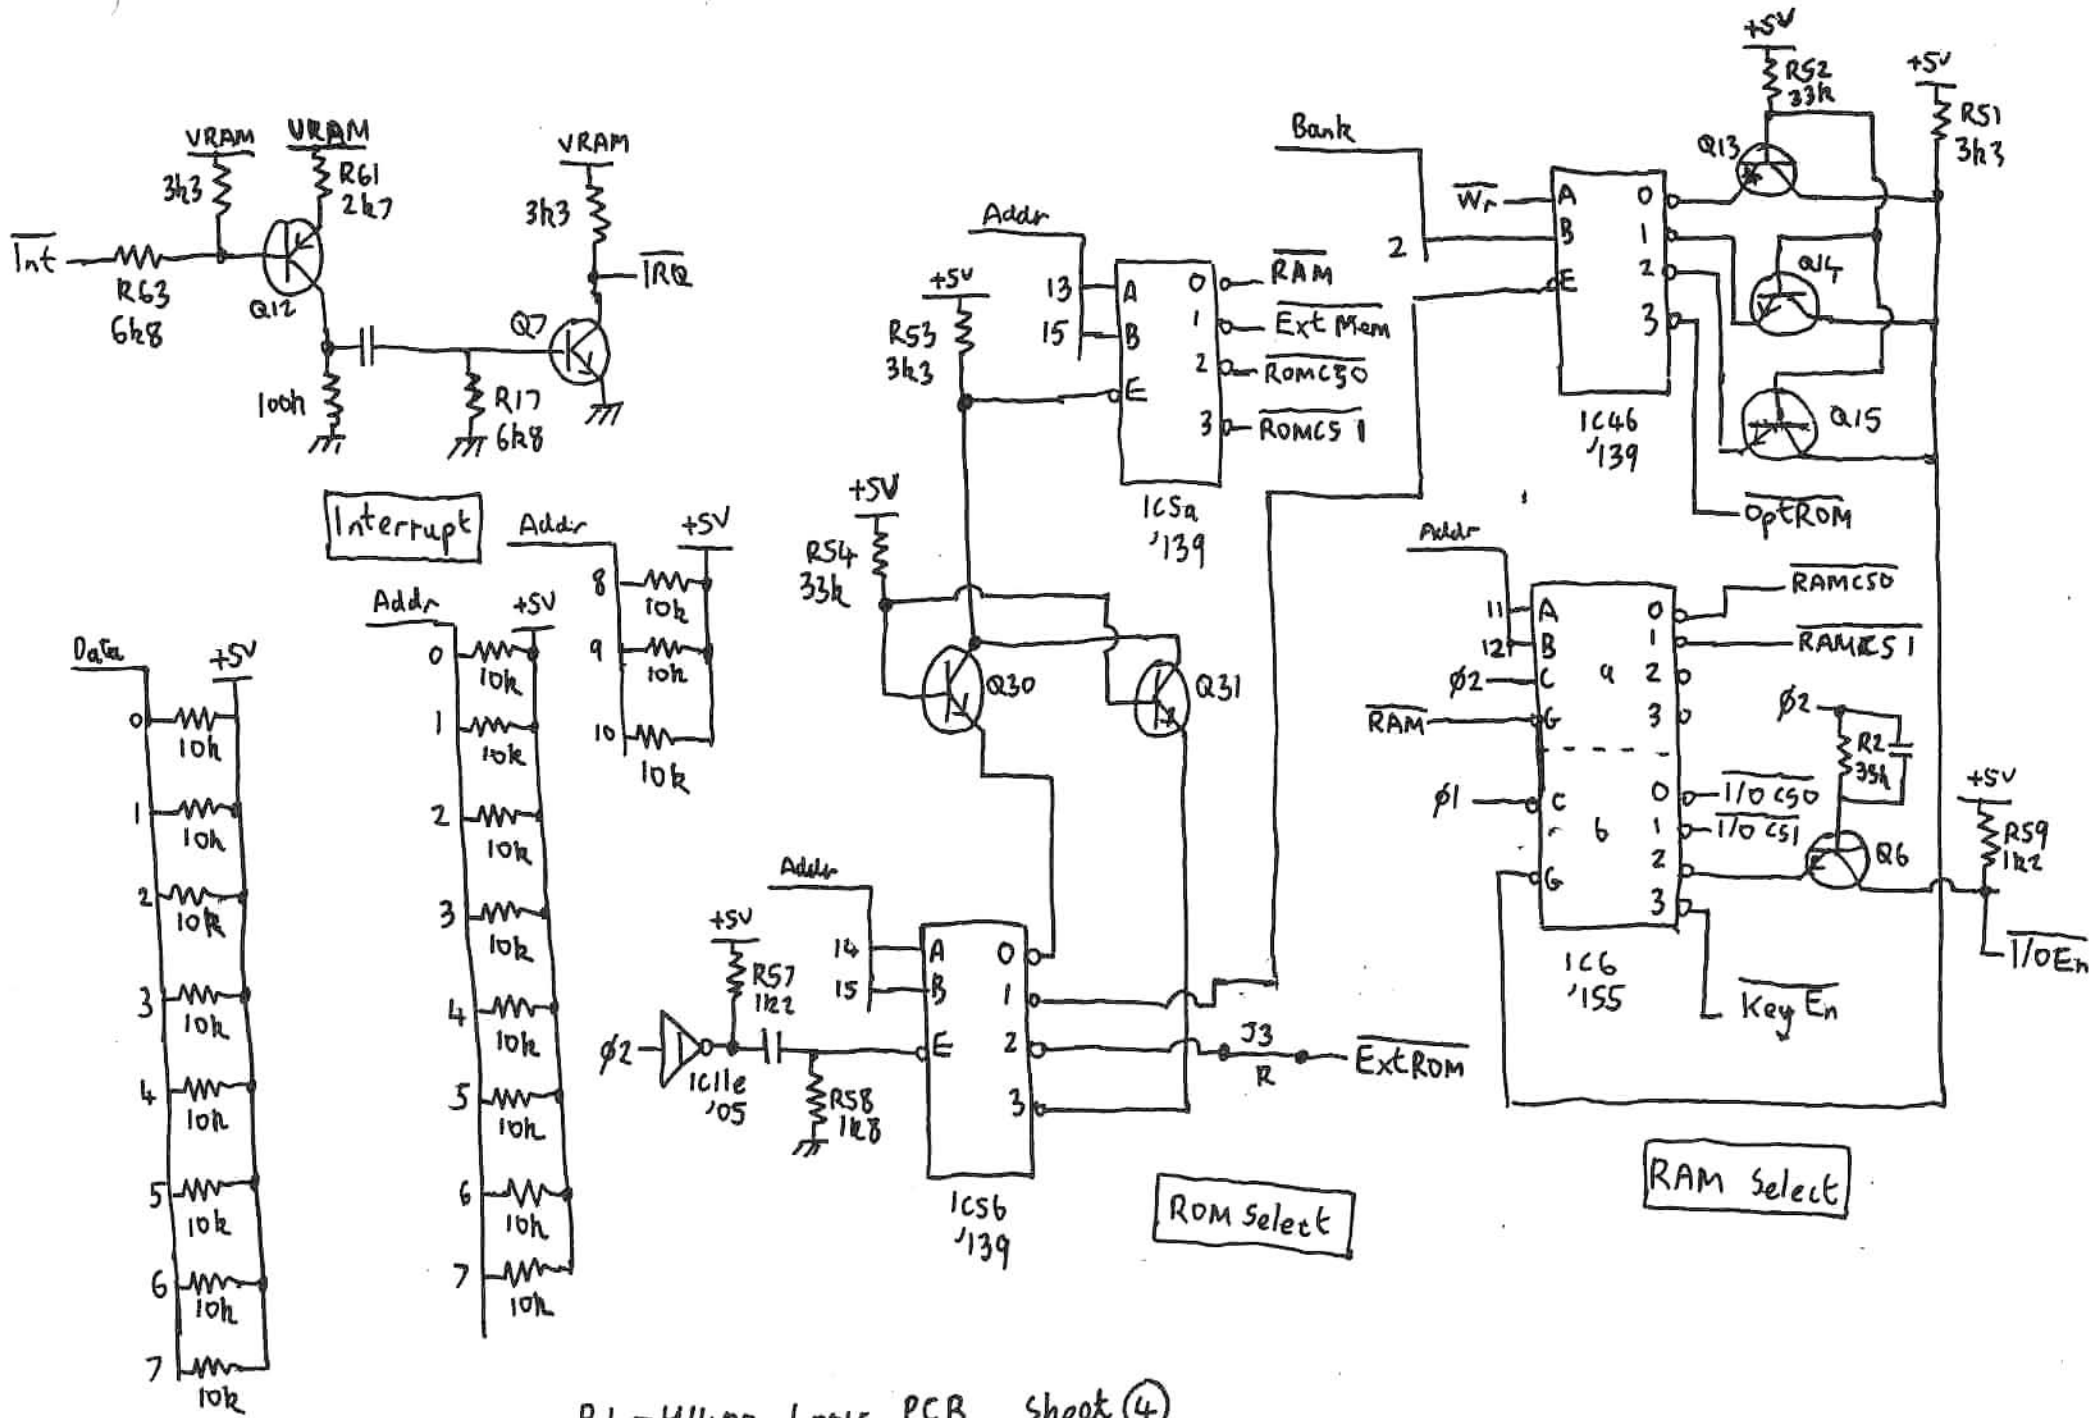 VRAM
3k3
VRAM
R61
2k7
VRAM
3k3
Int
R63
6k8
Q12
Q7
IRQ
100k
R17
6k8
Interrupt
Data
+5V
0
10k
1
10k
2
10k
3
10k
4
10k
5
10k
6
10k
7
10k
Addr
+5V
0
10k
1
10k
2
10k
3
10k
4
10k
5
10k
6
10k
7
10k
Addr
+5V
8
10k
9
10k
10
10k
Addr
13
15
+5V
R53
3k3
A
B
E
0
1
2
3
RAM
Ext Mem
ROMCS0
ROMCS 1
IC5a
'139
+5V
R54
33k
Q30
Q31
Addr
14
15
+5V
R57
1k2
ϕ2
IC11e
'05
R58
1k8
A
B
E
0
1
2
3
IC5b
'139
J3
R
ExtROM
ROM Select
Bank
2
Wr
A
B
E
0
1
2
3
IC46
'139
+5V
R52
33k
+5V
R51
3k3
Q13
Q14
Q15
OptROM
Addr
11
12
ϕ2
RAM
ϕ1
A
B
C
G
a
0
1
2
3
C
b
G
0
1
2
3
RAMCS0
RAMCS 1
I/O CS0
I/O CS1
ϕ2
R2
33k
Q6
+5V
R59
1k2
I/OEn
Key En
IC6
'155
RAM Select
Logic PCB Sheet 4